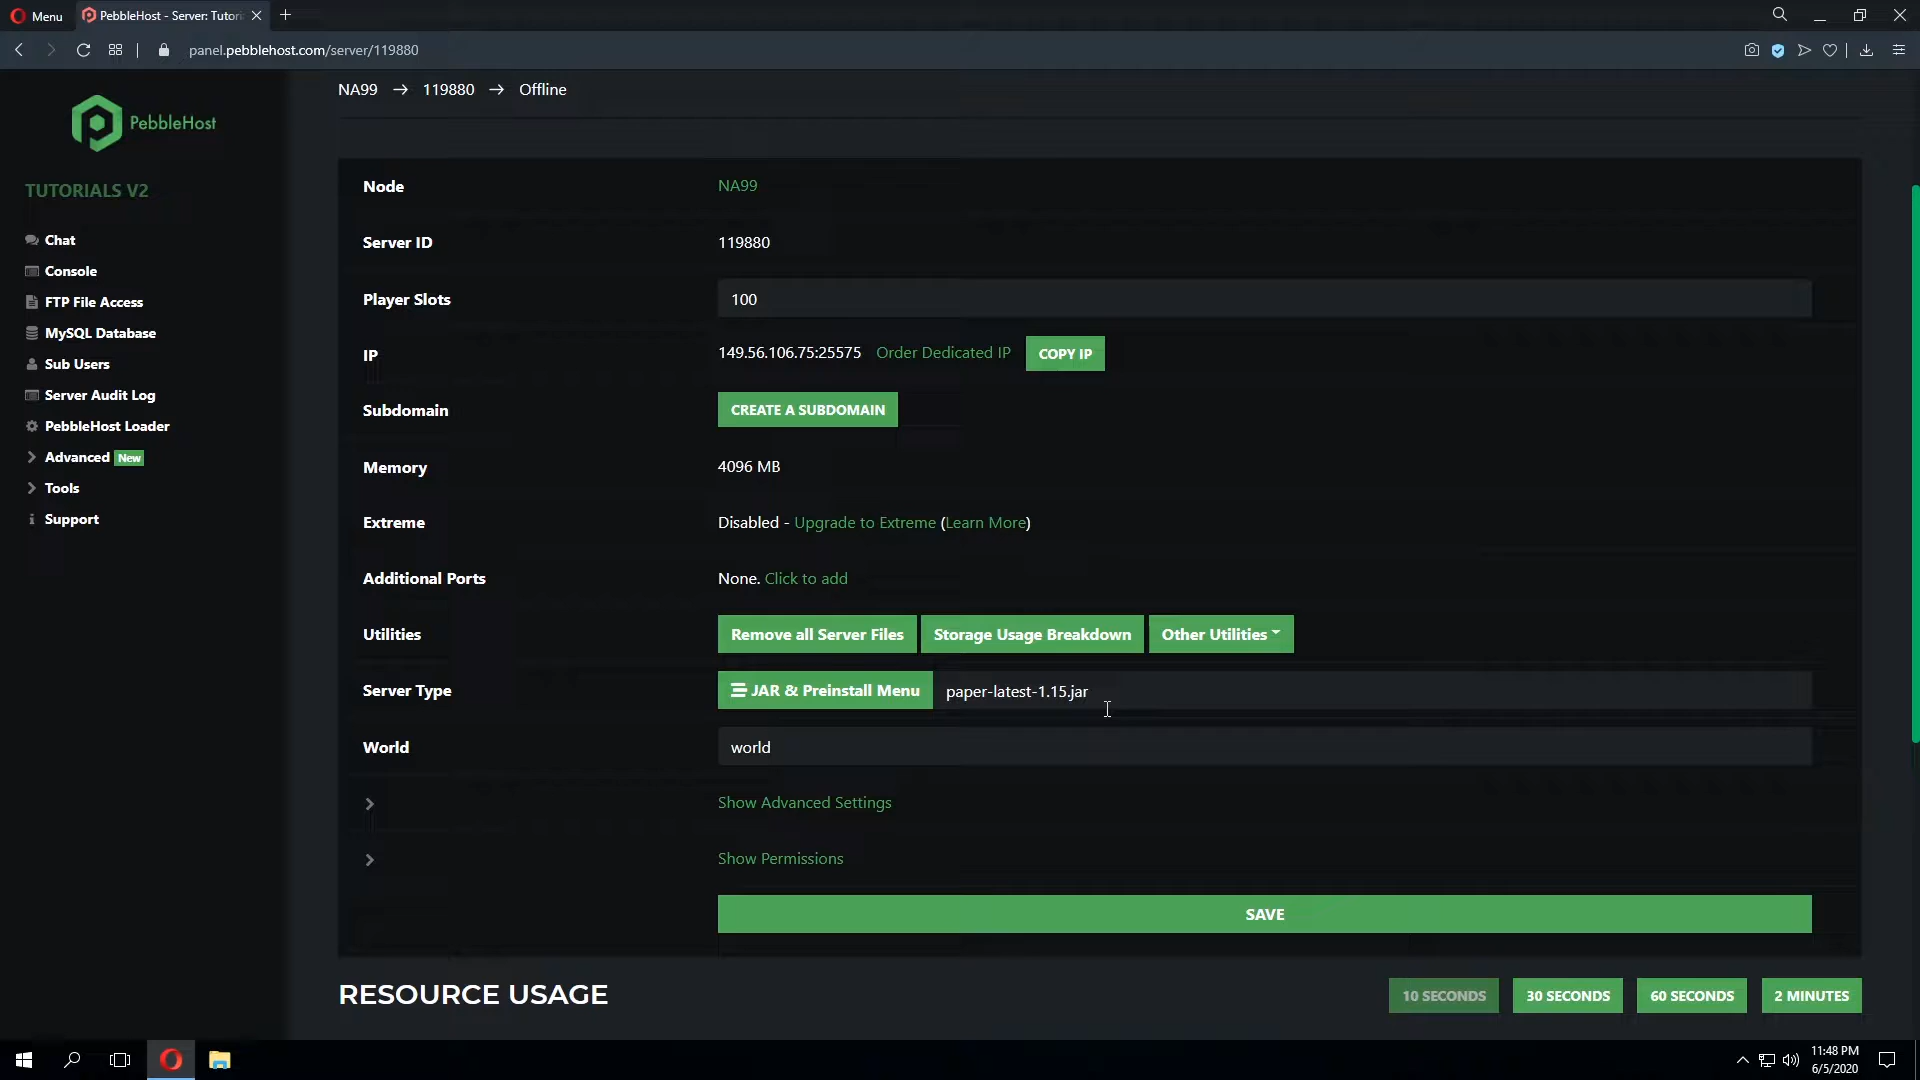 Menu
PebbleHost - Server: Tutori
panel.pebblehost.com/server/119880
NA99 → 119880 → Offline
PebbleHost
TUTORIALS V2
Chat
Console
FTP File Access
MySQL Database
Sub Users
Server Audit Log
PebbleHost Loader
Advanced New
Tools
Support
Node NA99
Server ID 119880
Player Slots 100
IP 149.56.106.75:25575 Order Dedicated IP COPY IP
Subdomain CREATE A SUBDOMAIN
Memory 4096 MB
Extreme Disabled - Upgrade to Extreme (Learn More)
Additional Ports None. Click to add
Utilities Remove all Server Files Storage Usage Breakdown Other Utilities
Server Type JAR & Preinstall Menu paper-latest-1.15.jar
World world
Show Advanced Settings
Show Permissions
SAVE
RESOURCE USAGE 10 SECONDS 30 SECONDS 60 SECONDS 2 MINUTES
11:48 PM
6/5/2020